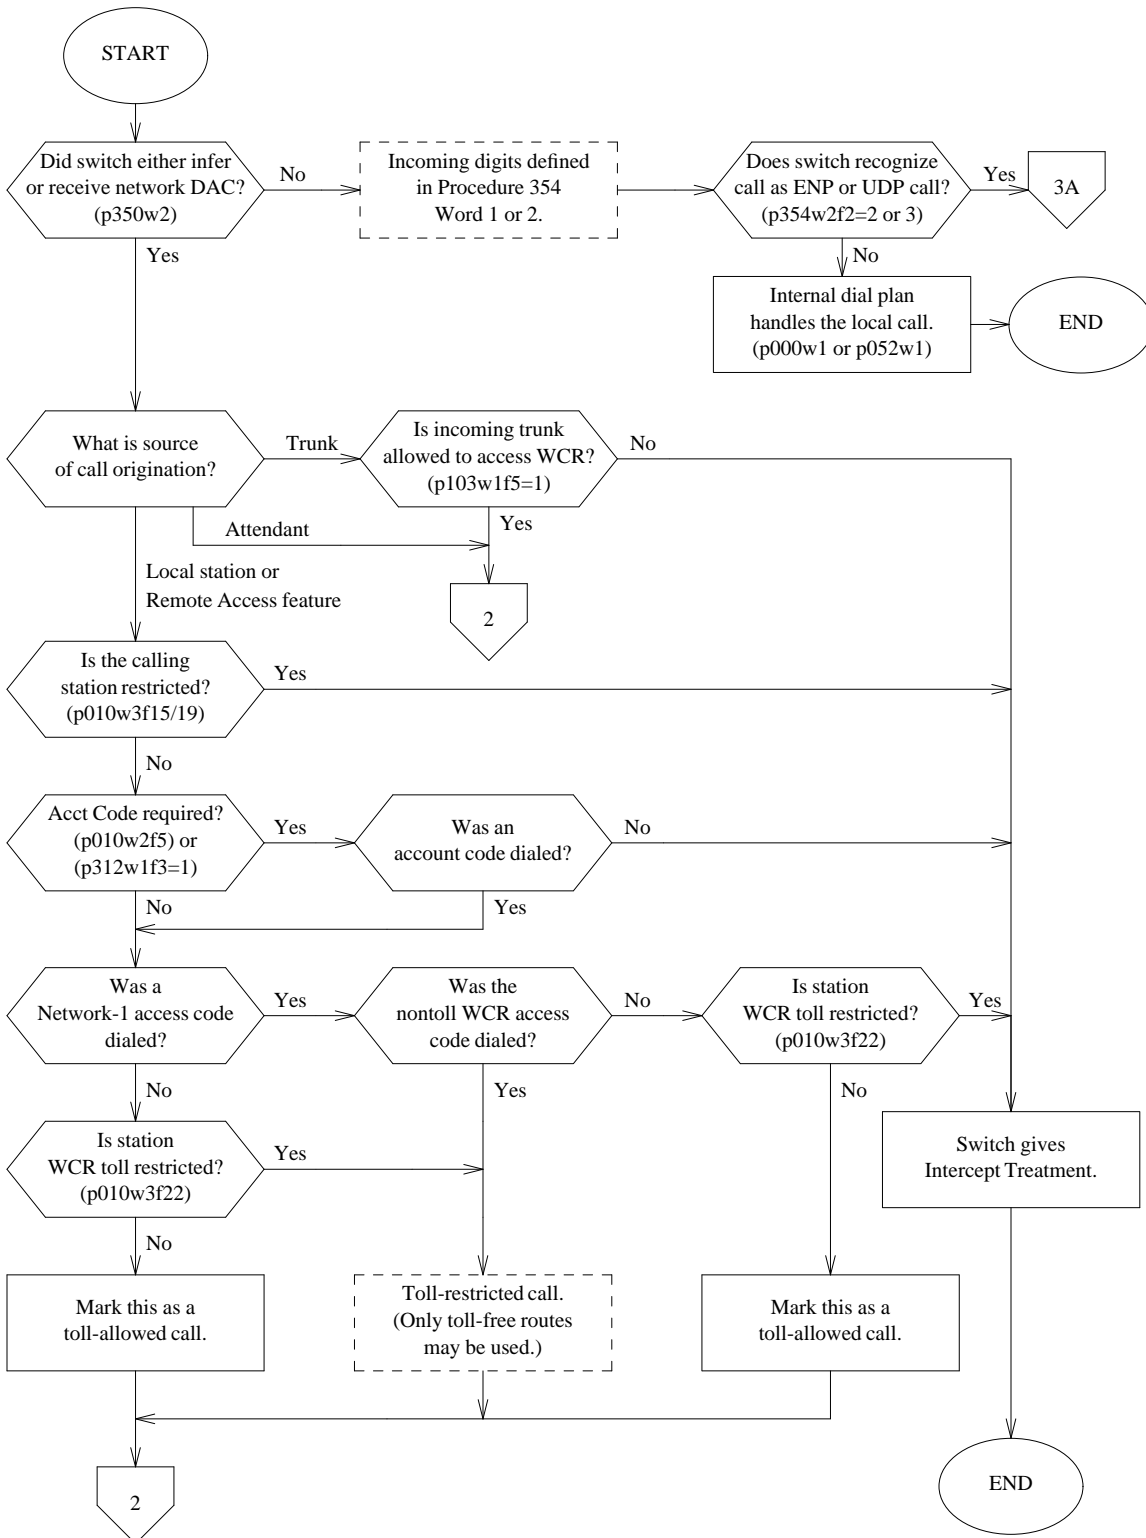 START
Did switch either infer
or receive network DAC?
(p350w2)
No
Incoming digits defined
in Procedure 354
Word 1 or 2.
Does switch recognize
call as ENP or UDP call?
(p354w2f2=2 or 3)
Yes
3A
Yes
No
Internal dial plan
handles the local call.
(p000w1 or p052w1)
END
What is source
of call origination?
Trunk
Is incoming trunk
allowed to access WCR?
(p103w1f5=1)
No
Attendant
Yes
Local station or
Remote Access feature
2
Is the calling
station restricted?
(p010w3f15/19)
Yes
No
Acct Code required?
(p010w2f5) or
(p312w1f3=1)
Yes
Was an
account code dialed?
No
No
Yes
Was a
Network-1 access code
dialed?
Yes
Was the
nontoll WCR access
code dialed?
No
Is station
WCR toll restricted?
(p010w3f22)
Yes
No
Yes
No
Is station
WCR toll restricted?
(p010w3f22)
Yes
Switch gives
Intercept Treatment.
No
Mark this as a
toll-allowed call.
Toll-restricted call.
(Only toll-free routes
may be used.)
Mark this as a
toll-allowed call.
2
END